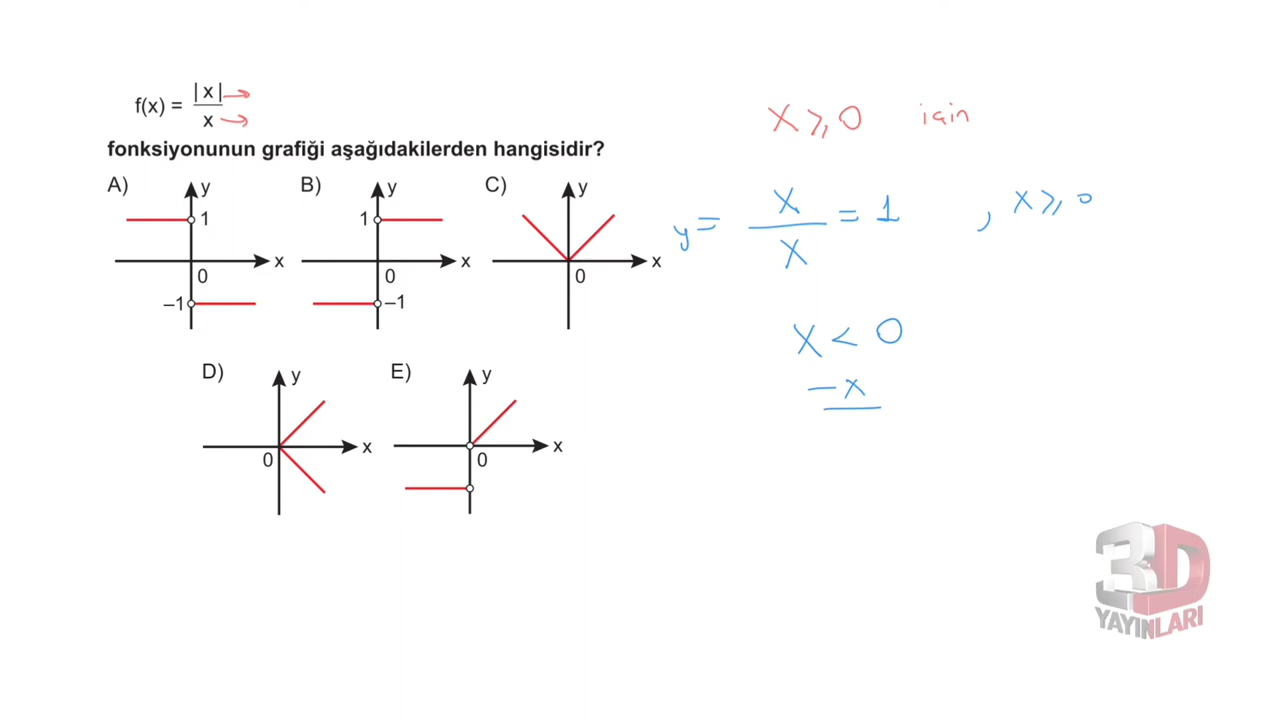 f(x) = |x| / x
fonksiyonunun grafiği aşağıdakilerden hangisidir?
A) y 1 x 0 –1
B) y 1 x 0 –1
C) y x 0
D) y x 0
E) y x 0
x ⩾ 0 için
y = x / x = 1 , x ⩾ 0
x < 0
–x
3D
YAYINLARI